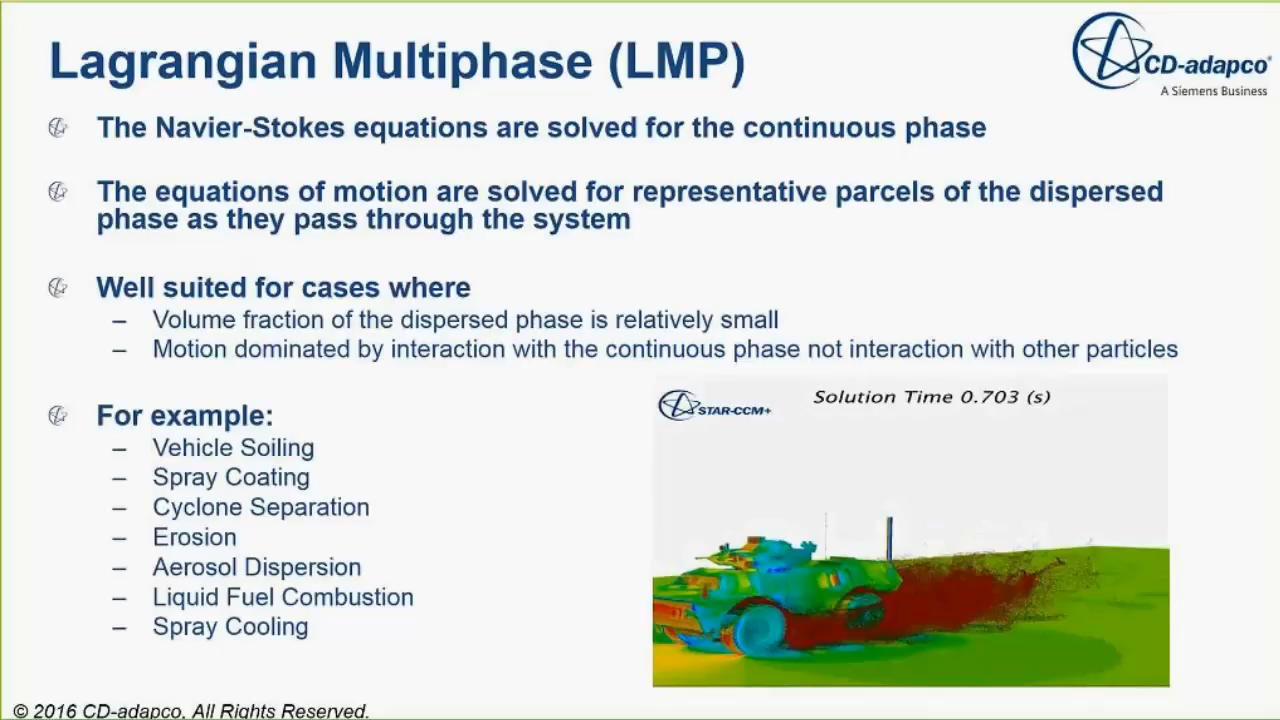 Lagrangian Multiphase (LMP)
CD-adapco®
A Siemens Business
The Navier-Stokes equations are solved for the continuous phase
The equations of motion are solved for representative parcels of the dispersed
phase as they pass through the system
Well suited for cases where
– Volume fraction of the dispersed phase is relatively small
– Motion dominated by interaction with the continuous phase not interaction with other particles
For example:
– Vehicle Soiling
– Spray Coating
– Cyclone Separation
– Erosion
– Aerosol Dispersion
– Liquid Fuel Combustion
– Spray Cooling
STAR-CCM+
Solution Time 0.703 (s)
© 2016 CD-adapco. All Rights Reserved.